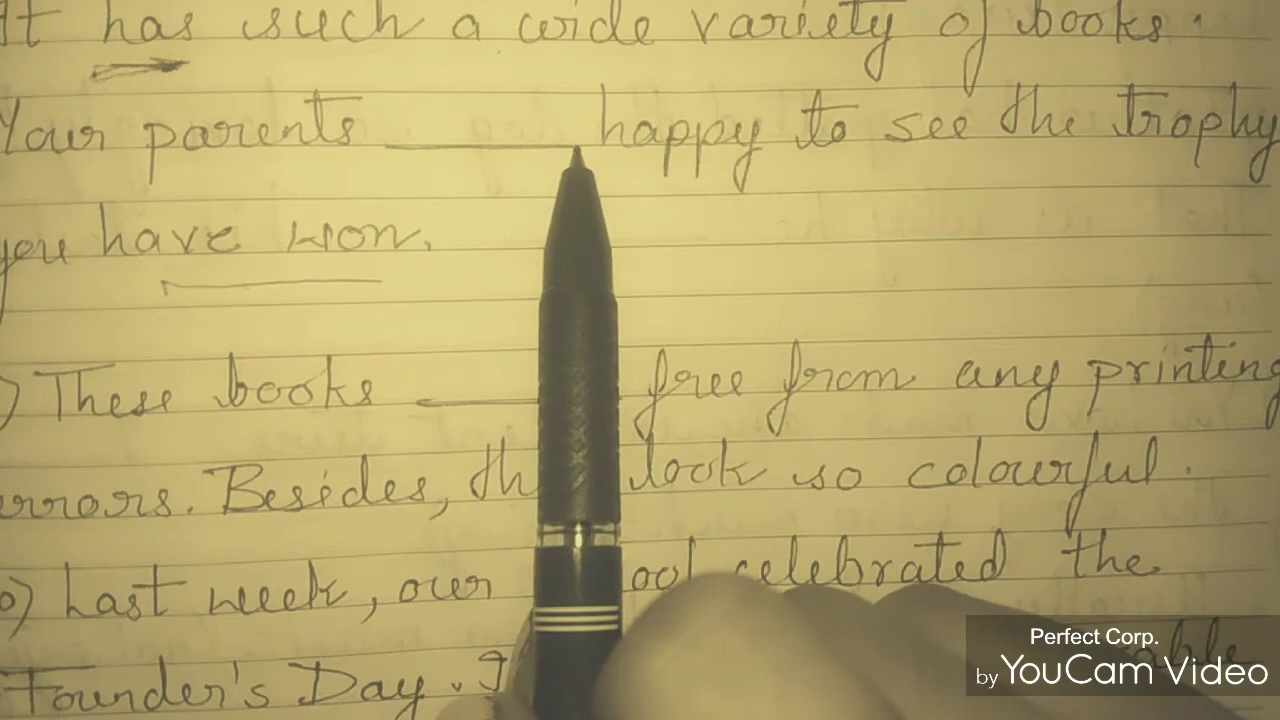 It has such a wide variety of books.
Your parents ______ happy to see the trophy
you have won.
) These books ______ free from any printing
errors. Besides, look so colourful.
) Last week, our celebrated the
Founder's Day.
Perfect Corp.
by YouCam Video